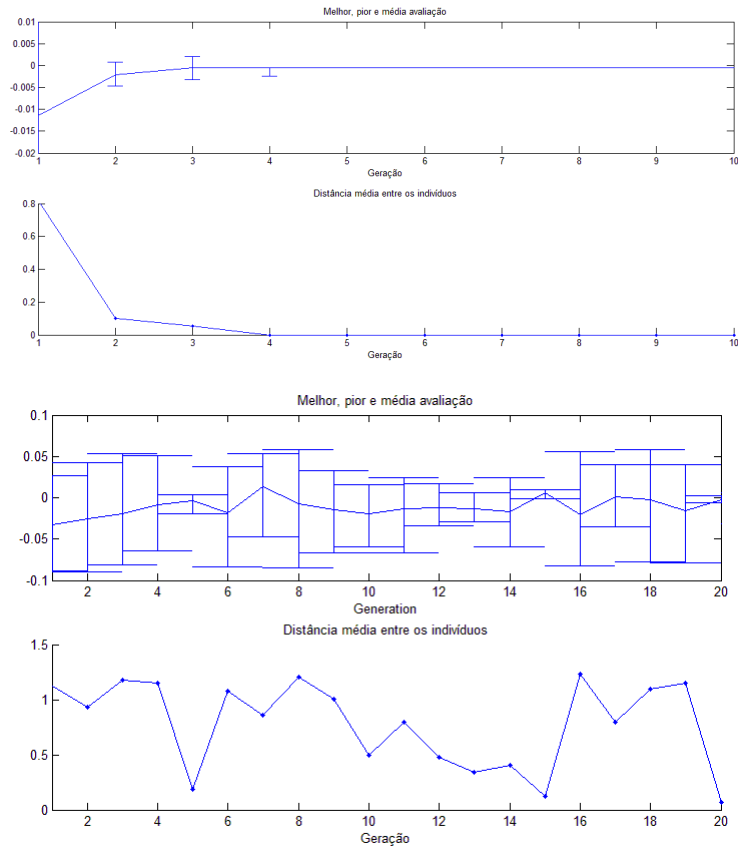 Melhor, pior e média avaliação
0.01
0.005
0
-0.005
-0.01
-0.015
-0.02
1 2 3 4 5 6 7 8 9 10
Geração
Distância média entre os indivíduos
0.8
0.6
0.4
0.2
0
1 2 3 4 5 6 7 8 9 10
Geração
Melhor, pior e média avaliação
0.1
0.05
0
-0.05
-0.1
2 4 6 8 10 12 14 16 18 20
Generation
Distância média entre os indivíduos
1.5
1
0.5
0
2 4 6 8 10 12 14 16 18 20
Geração